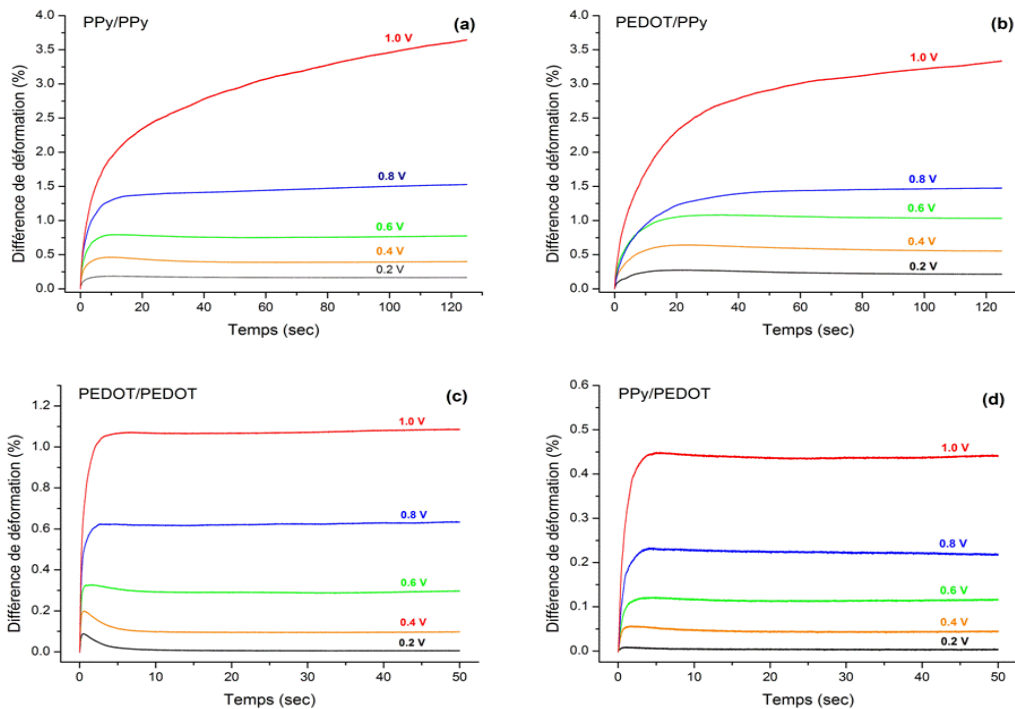 PPy/PPy
(a)
4.0
3.5
3.0
2.5
2.0
1.5
1.0
0.5
0.0
Différence de déformation (%)
1.0 V
0.8 V
0.6 V
0.4 V
0.2 V
0 20 40 60 80 100 120
Temps (sec)
PEDOT/PPy
(b)
4.0
3.5
3.0
2.5
2.0
1.5
1.0
0.5
0.0
Différence de déformation (%)
1.0 V
0.8 V
0.6 V
0.4 V
0.2 V
0 20 40 60 80 100 120
Temps (sec)
PEDOT/PEDOT
(c)
1.2
1.0
0.8
0.6
0.4
0.2
0.0
Différence de déformation (%)
1.0 V
0.8 V
0.6 V
0.4 V
0.2 V
0 10 20 30 40 50
Temps (sec)
PPy/PEDOT
(d)
0.6
0.5
0.4
0.3
0.2
0.1
0.0
Différence de déformation (%)
1.0 V
0.8 V
0.6 V
0.4 V
0.2 V
0 10 20 30 40 50
Temps (sec)